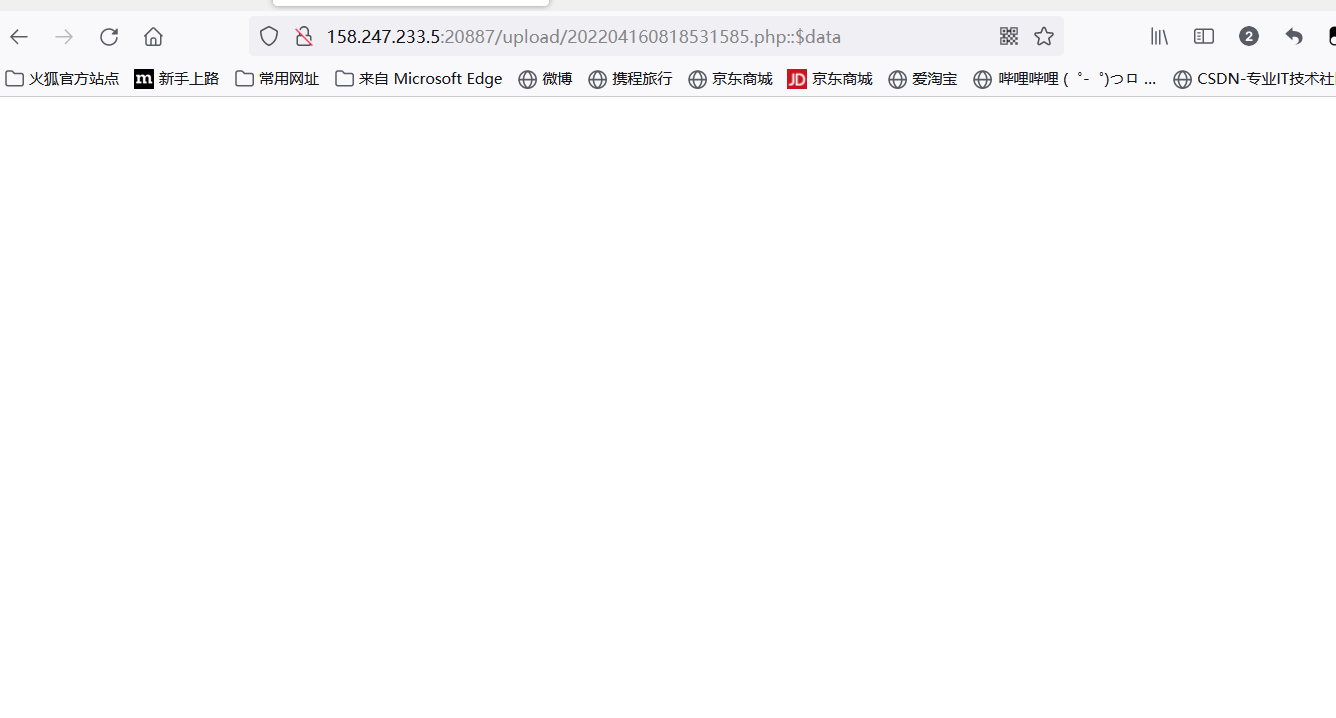 158.247.233.5:20887/upload/202204160818531585.php::$data
2
火狐官方站点 m 新手上路 常用网址 来自 Microsoft Edge 微博 携程旅行 京东商城 JD 京东商城 爱淘宝 哔哩哔哩 ( ゜- ゜)つロ ... CSDN-专业IT技术社